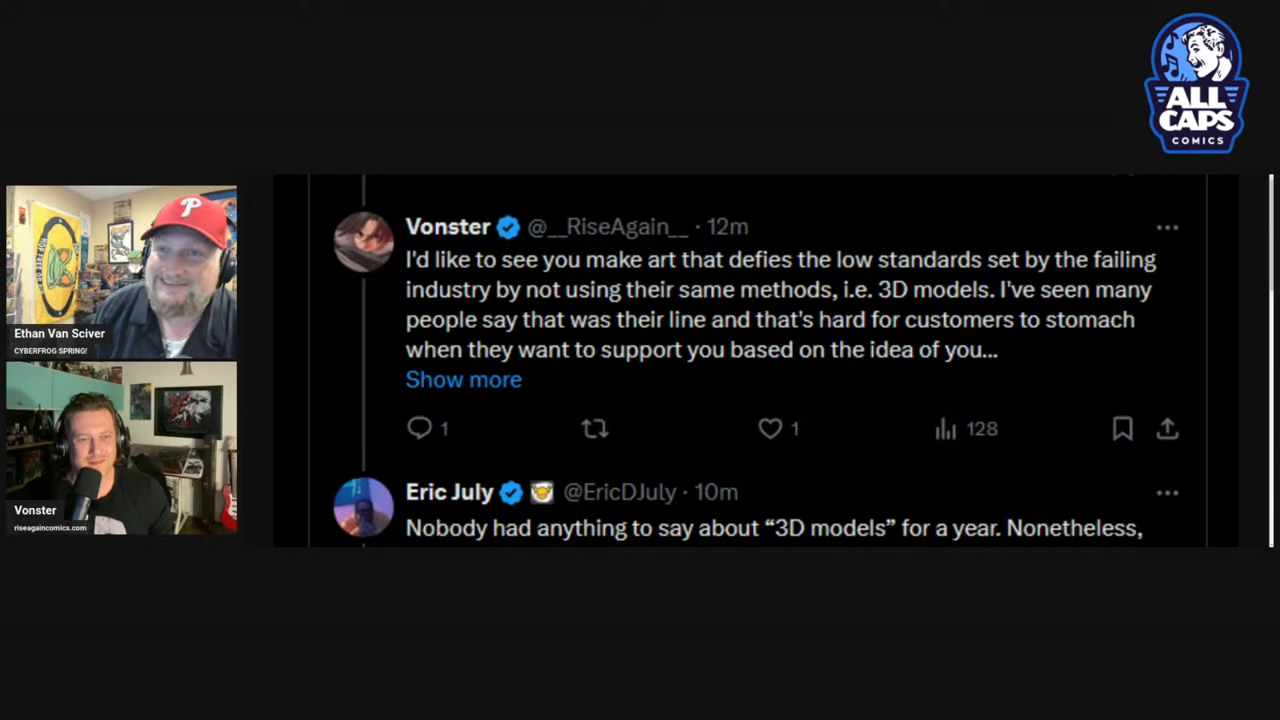 ALL
CAPS
COMICS
Vonster @__RiseAgain__ · 12m
I'd like to see you make art that defies the low standards set by the failing
industry by not using their same methods, i.e. 3D models. I've seen many
people say that was their line and that's hard for customers to stomach
when they want to support you based on the idea of you...
Show more
1
1
128
Eric July @EricDJuly · 10m
Nobody had anything to say about “3D models” for a year. Nonetheless,
P
Ethan Van Sciver
CYBERFROG SPRING!
Vonster
riseagaincomics.com